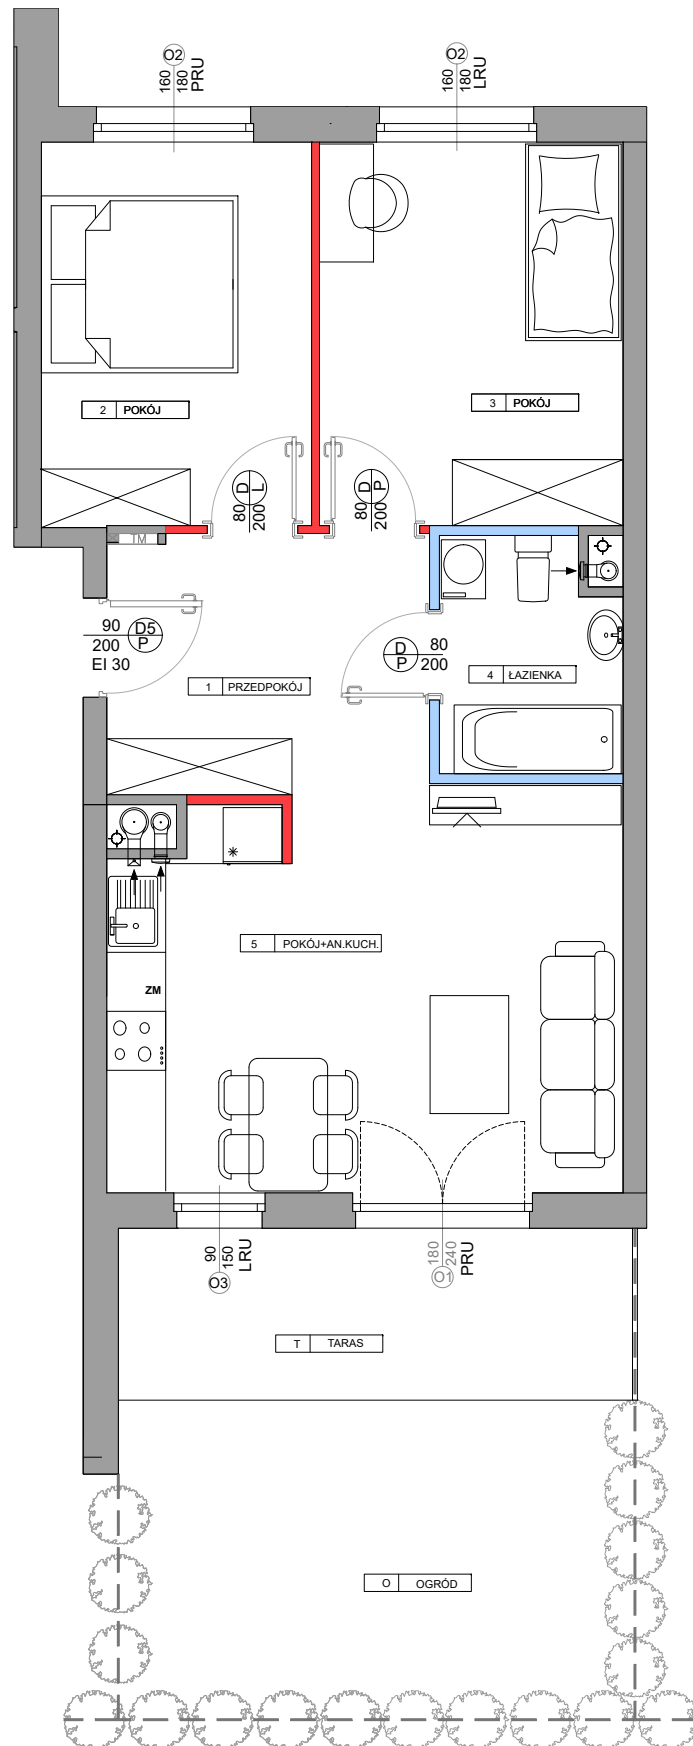 O2
160
180
PRU
O2
160
180
LRU
2 POKÓJ
3 POKÓJ
D
L
80
200
D
P
80
200
TM
90
200
EI 30
D5
P
D
P
80
200
4 ŁAZIENKA
1 PRZEDPOKÓJ
5 POKÓJ+AN.KUCH.
ZM
90
150
LRU
O3
180
240
PRU
O1
T TARAS
O OGRÓD